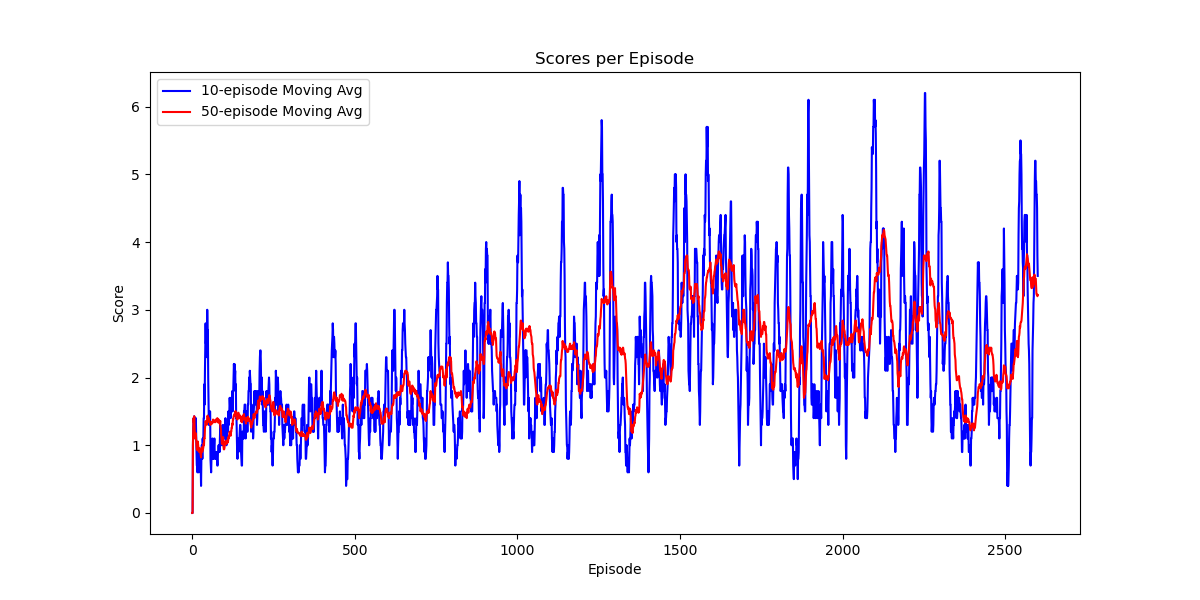 Scores per Episode
10-episode Moving Avg
50-episode Moving Avg
Score
6
5
4
3
2
1
0
0 500 1000 1500 2000 2500
Episode